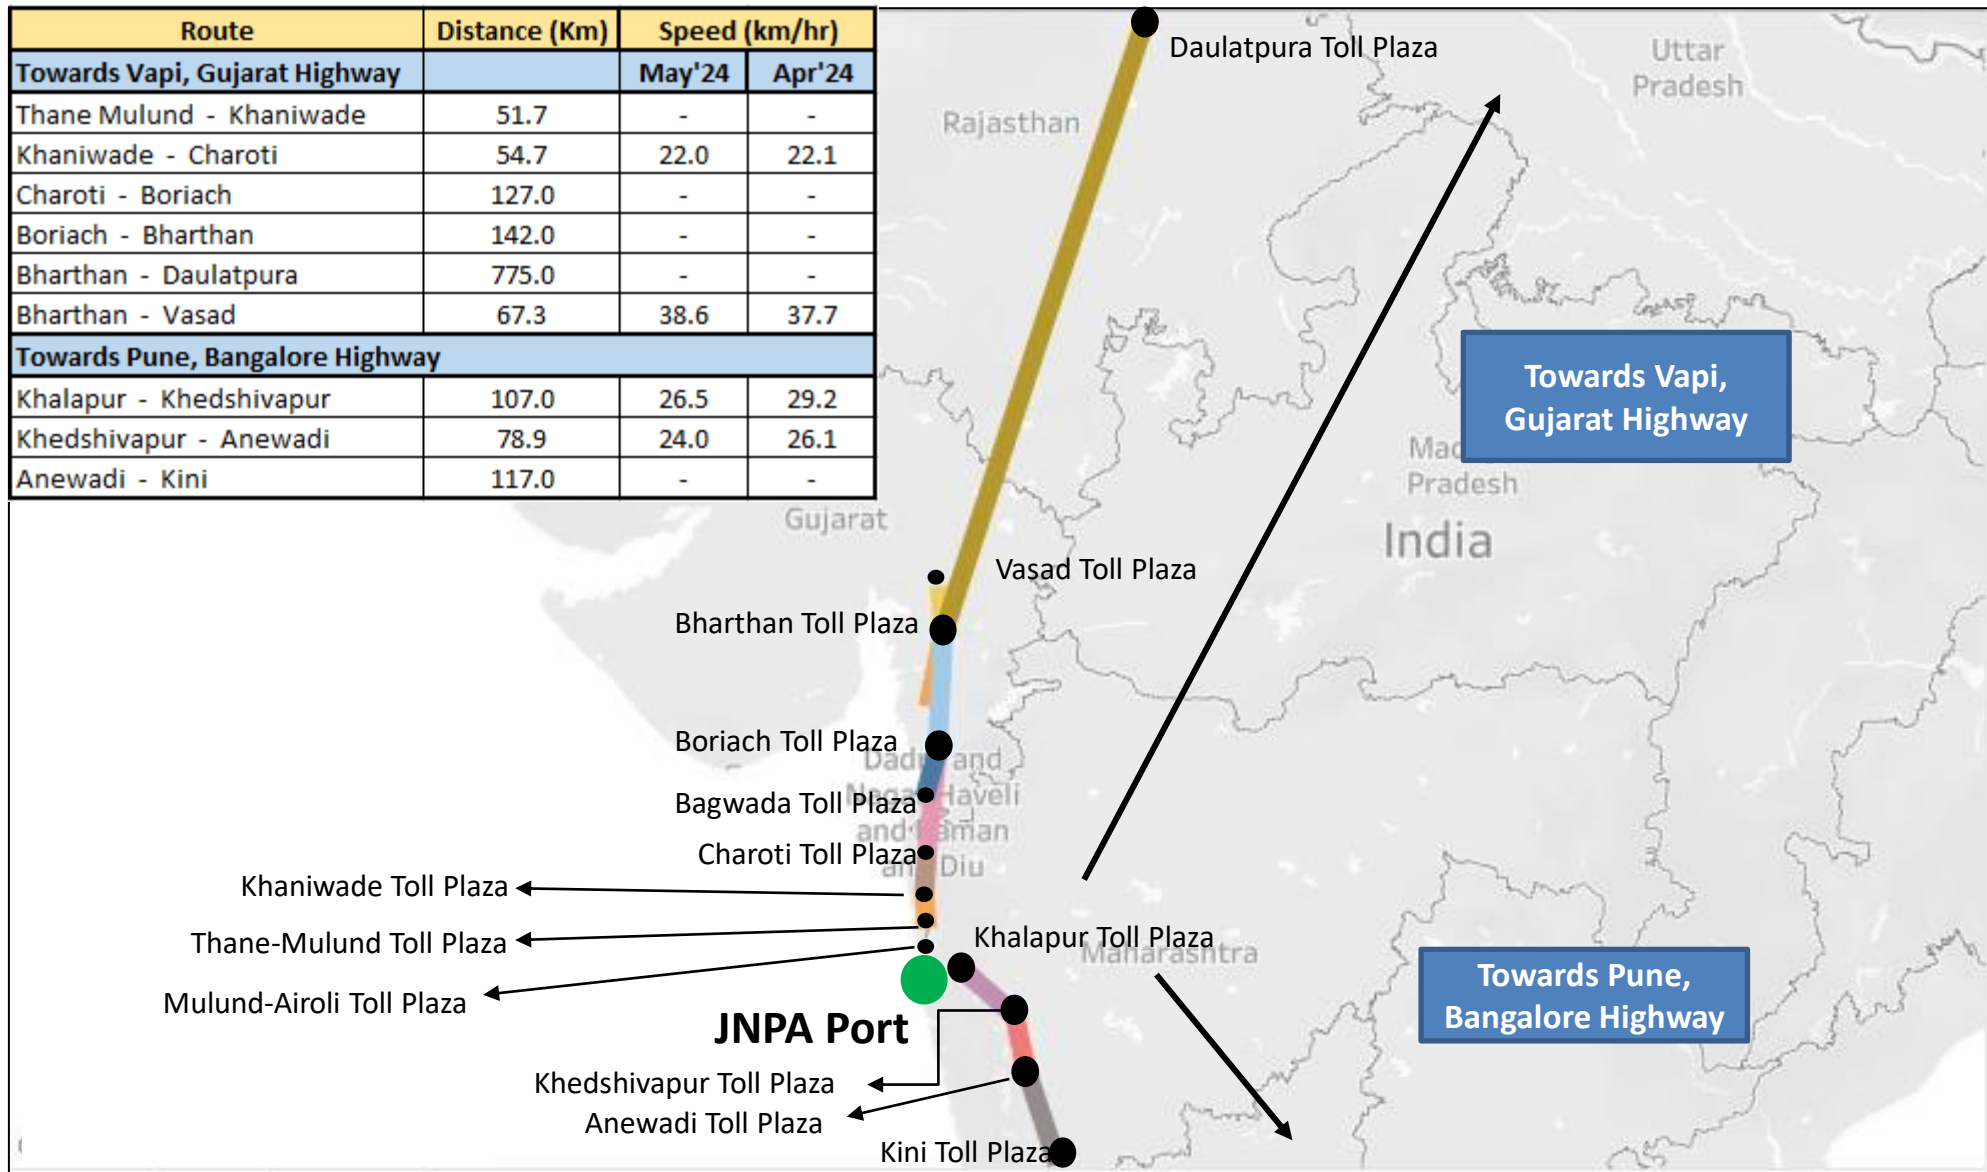 Route Distance (Km) Speed (km/hr)
Towards Vapi, Gujarat Highway May'24 Apr'24
Thane Mulund - Khaniwade 51.7 - -
Khaniwade - Charoti 54.7 22.0 22.1
Charoti - Boriach 127.0 - -
Boriach - Bharthan 142.0 - -
Bharthan - Daulatpura 775.0 - -
Bharthan - Vasad 67.3 38.6 37.7
Towards Pune, Bangalore Highway
Khalapur - Khedshivapur 107.0 26.5 29.2
Khedshivapur - Anewadi 78.9 24.0 26.1
Anewadi - Kini 117.0 - -
Daulatpura Toll Plaza
Uttar
Pradesh
Rajasthan
Towards Vapi,
Gujarat Highway
Pradesh
Gujarat
India
Vasad Toll Plaza
Bharthan Toll Plaza
Boriach Toll Plaza
and
Bagwada Toll Plaza
Haveli
and Daman
Charoti Toll Plaza
Diu
Khaniwade Toll Plaza
Thane-Mulund Toll Plaza
Khalapur Toll Plaza
Maharashtra
Mulund-Airoli Toll Plaza
Towards Pune,
Bangalore Highway
JNPA Port
Khedshivapur Toll Plaza
Anewadi Toll Plaza
Kini Toll Plaza